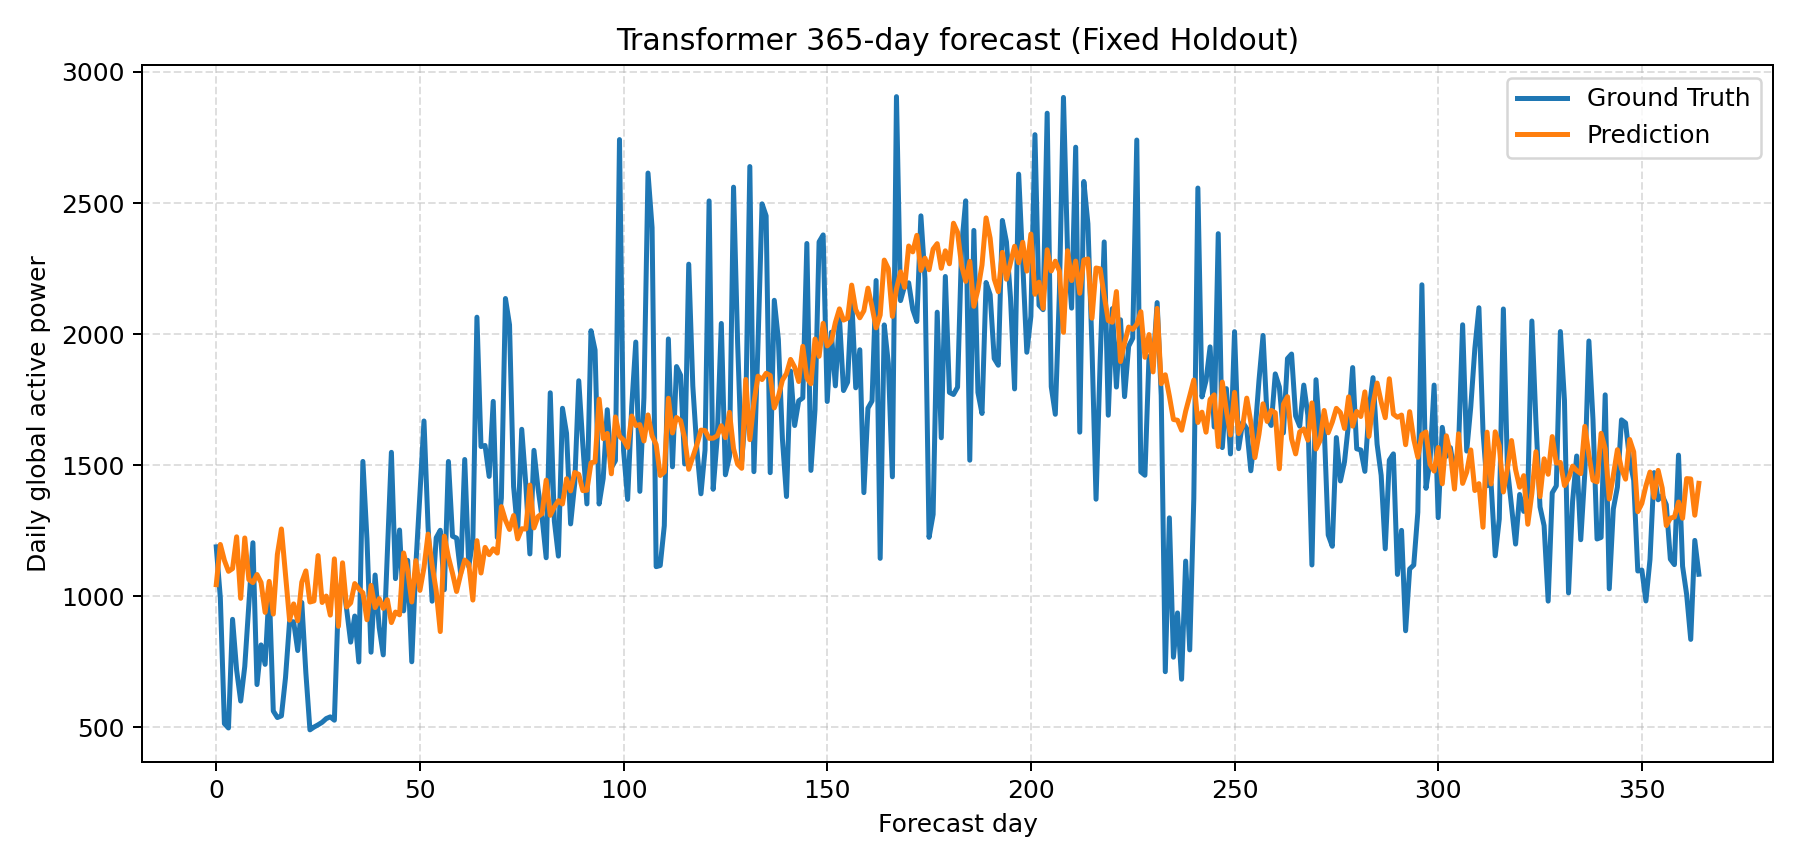 Transformer 365-day forecast (Fixed Holdout)
3000
2500
2000
1500
1000
500
Daily global active power
Ground Truth
Prediction
0
50
100
150
200
250
300
350
Forecast day